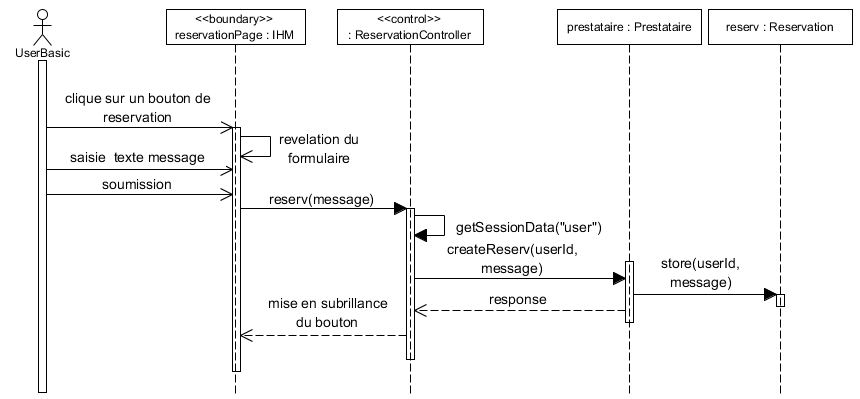 <<boundary>>
reservationPage : IHM
<<control>>
: ReservationController
prestataire : Prestataire
reserv : Reservation
UserBasic
clique sur un bouton de
reservation
revelation du
formulaire
saisie texte message
soumission
reserv(message)
getSessionData("user")
createReserv(userId,
message)
store(userId,
message)
response
mise en subrillance
du bouton